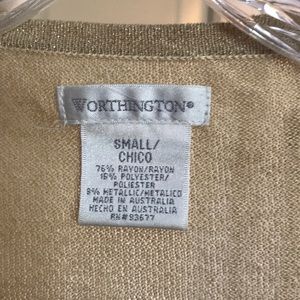 WORTHINGTON®
SMALL/
CHICO
76% RAYON/RAYON
16% POLYESTER/
POLIESTER
8% METALLIC/METALICO
MADE IN AUSTRALIA
HECHO EN AUSTRALIA
RN#93677